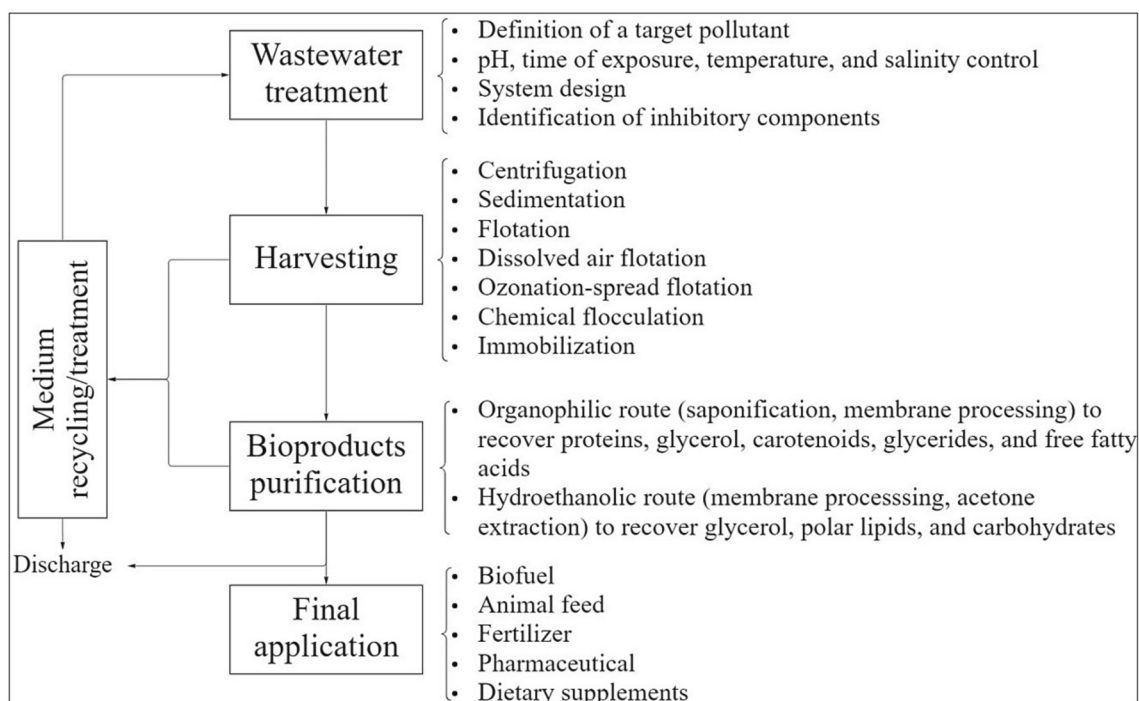 Wastewater
treatment
• Definition of a target pollutant
• pH, time of exposure, temperature, and salinity control
• System design
• Identification of inhibitory components
Harvesting
• Centrifugation
• Sedimentation
• Flotation
• Dissolved air flotation
• Ozonation-spread flotation
• Chemical flocculation
• Immobilization
Medium
recycling/treatment
Bioproducts
purification
• Organophilic route (saponification, membrane processing) to
recover proteins, glycerol, carotenoids, glycerides, and free fatty
acids
• Hydroethanolic route (membrane processsing, acetone
extraction) to recover glycerol, polar lipids, and carbohydrates
Discharge
Final
application
• Biofuel
• Animal feed
• Fertilizer
• Pharmaceutical
• Dietary supplements